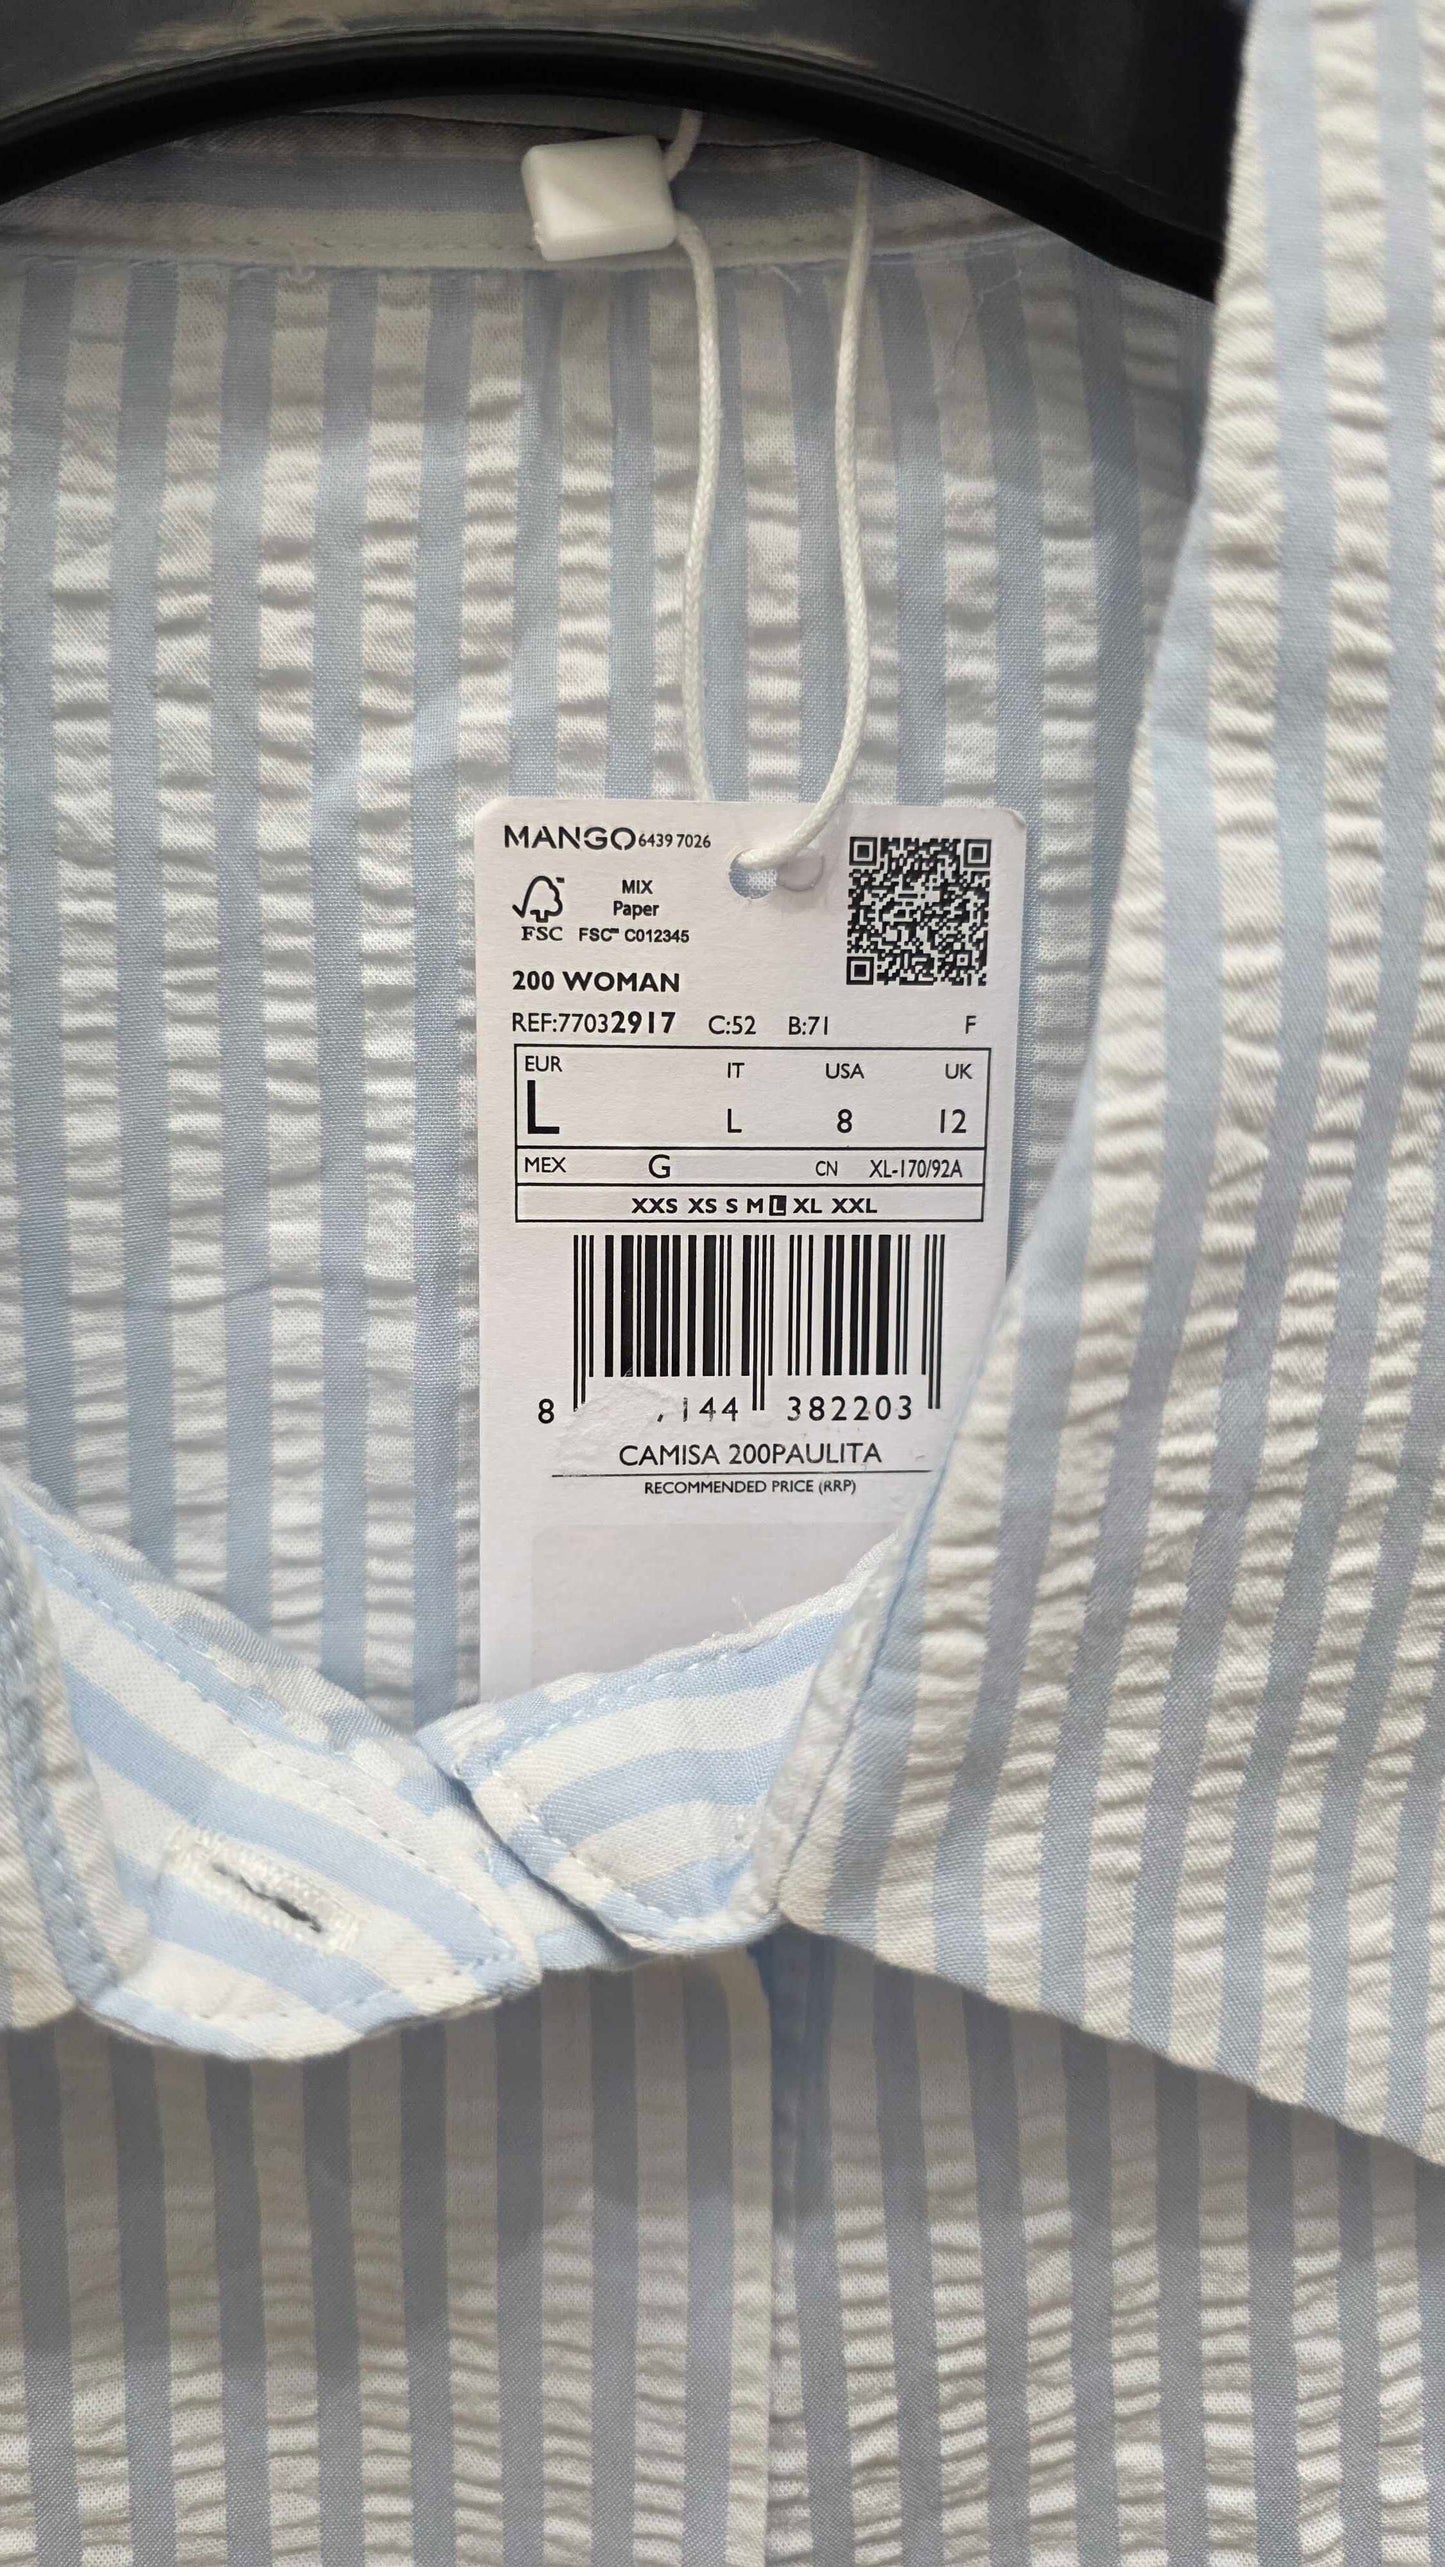 MANGO 6439 7026
MIX
Paper
FSC FSC™ C012345
200 WOMAN
REF:77032917 C:52 B:71 F
EUR IT USA UK
L L 8 12
MEX G CN XL-170/92A
XXS XS S M L XL XXL
8 144 382203
CAMISA 200PAULITA
RECOMMENDED PRICE (RRP)